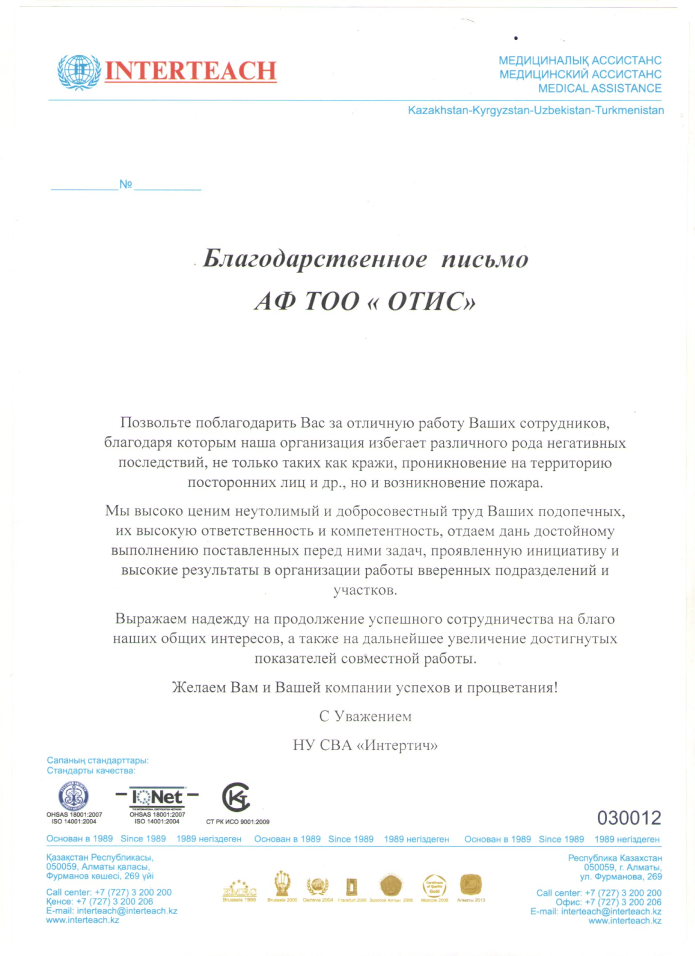 INTERTEACH
МЕДИЦИНАЛЫҚ АССИСТАНС
МЕДИЦИНСКИЙ АССИСТАНС
MEDICAL ASSISTANCE
Kazakhstan-Kyrgyzstan-Uzbekistan-Turkmenistan
___________№ ___________
Благодарственное письмо
АФ ТОО « ОТИС»
Позвольте поблагодарить Вас за отличную работу Ваших сотрудников,
благодаря которым наша организация избегает различного рода негативных
последствий, не только таких как кражи, проникновение на территорию
посторонних лиц и др., но и возникновение пожара.
Мы высоко ценим неутолимый и добросовестный труд Ваших подопечных,
их высокую ответственность и компетентность, отдаем дань достойному
выполнению поставленных перед ними задач, проявленную инициативу и
высокие результаты в организации работы вверенных подразделений и
участков.
Выражаем надежду на продолжение успешного сотрудничества на благо
наших общих интересов, а также на дальнейшее увеличение достигнутых
показателей совместной работы.
Желаем Вам и Вашей компании успехов и процветания!
С Уважением
НУ СВА «Интертич»
Сапаның стандарттары:
Стандарты качества:
IQNet
OHSAS 18001:2007
ISO 14001:2004
OHSAS 18001:2007
ISO 14001:2004
СТ РК ИСО 9001:2009
030012
Основан в 1989 Since 1989 1989 негіздеген Основан в 1989 Since 1989 1989 негіздеген Основан в 1989 Since 1989 1989 негіздеген
Қазақстан Республикасы,
050059, Алматы қаласы,
Фурманов көшесі, 269 үйі
Call center: +7 (727) 3 200 200
Кеңсе: +7 (727) 3 200 206
E-mail: interteach@interteach.kz
www.interteach.kz
Республика Казахстан
050059, г. Алматы,
ул. Фурманова, 269
Call center: +7 (727) 3 200 200
Офис: +7 (727) 3 200 206
E-mail: interteach@interteach.kz
www.interteach.kz